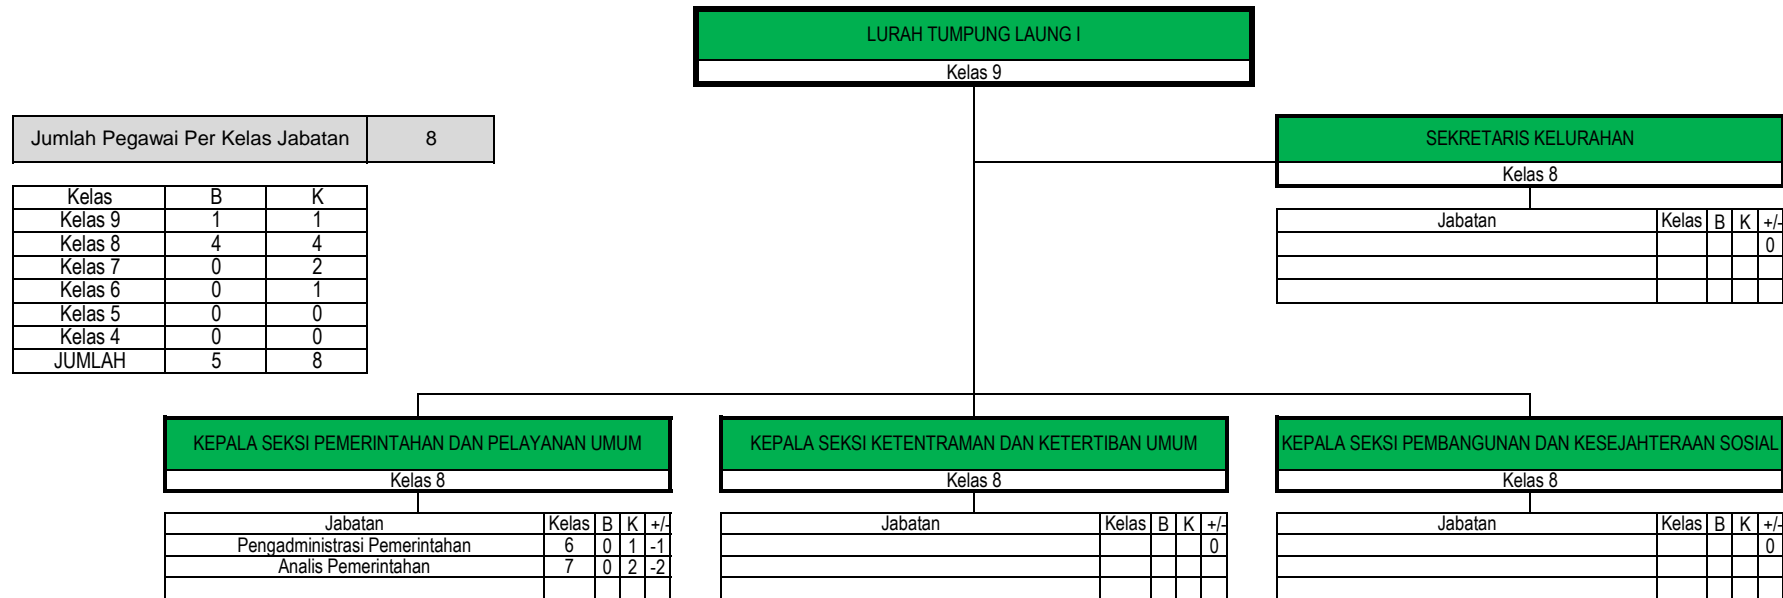 LURAH TUMPUNG LAUNG I
Kelas 9
Jumlah Pegawai Per Kelas Jabatan 8
SEKRETARIS KELURAHAN
Kelas 8
Kelas B K
Kelas 9 1 1
Kelas 8 4 4
Kelas 7 0 2
Kelas 6 0 1
Kelas 5 0 0
Kelas 4 0 0
JUMLAH 5 8
Jabatan Kelas B K +/-
0
KEPALA SEKSI PEMERINTAHAN DAN PELAYANAN UMUM
Kelas 8
Jabatan Kelas B K +/-
Pengadministrasi Pemerintahan 6 0 1 -1
Analis Pemerintahan 7 0 2 -2
KEPALA SEKSI KETENTRAMAN DAN KETERTIBAN UMUM
Kelas 8
Jabatan Kelas B K +/-
0
KEPALA SEKSI PEMBANGUNAN DAN KESEJAHTERAAN SOSIAL
Kelas 8
Jabatan Kelas B K +/-
0